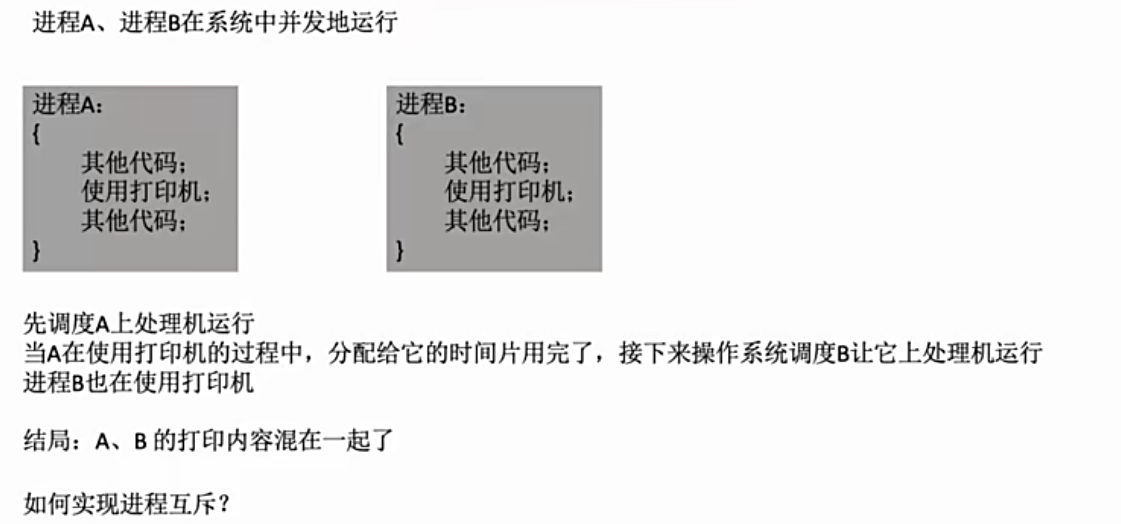 进程A、进程B在系统中并发地运行
进程A：
{
其他代码；
使用打印机；
其他代码；
}
进程B：
{
其他代码；
使用打印机；
其他代码；
}
先调度A上处理机运行
当A在使用打印机的过程中，分配给它的时间片用完了，接下来操作系统调度B让它上处理机运行
进程B也在使用打印机
结局：A、B 的打印内容混在一起了
如何实现进程互斥？